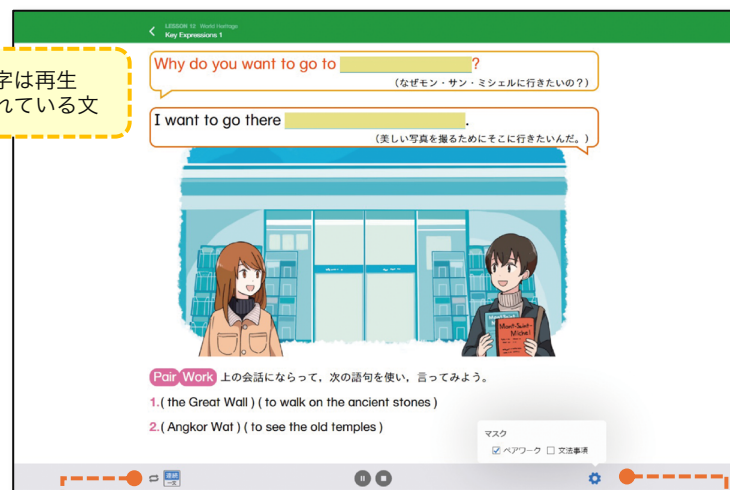 LESSON 12 World Heritage
Key Expressions 1
字は再生
れている文
Why do you want to go to ?
(なぜモン・サン・ミシェルに行きたいの?)
I want to go there .
(美しい写真を撮るためにそこに行きたいんだ。)
Mont-Saint-
Michel
Pair Work 上の会話にならって，次の語句を使い，言ってみよう。
1.( the Great Wall ) ( to walk on the ancient stones )
2.( Angkor Wat ) ( to see the old temples )
マスク
ペアワーク 文法事項
連続
一文